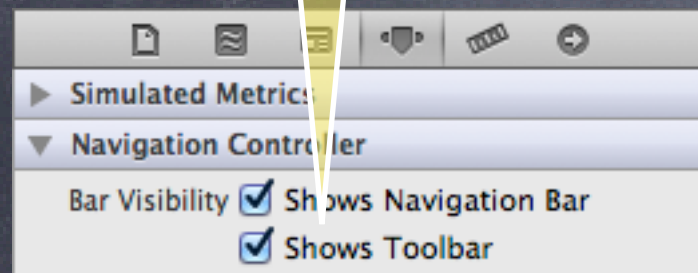 Simulated Metrics
Navigation Controller
Bar Visibility Shows Navigation Bar
Shows Toolbar